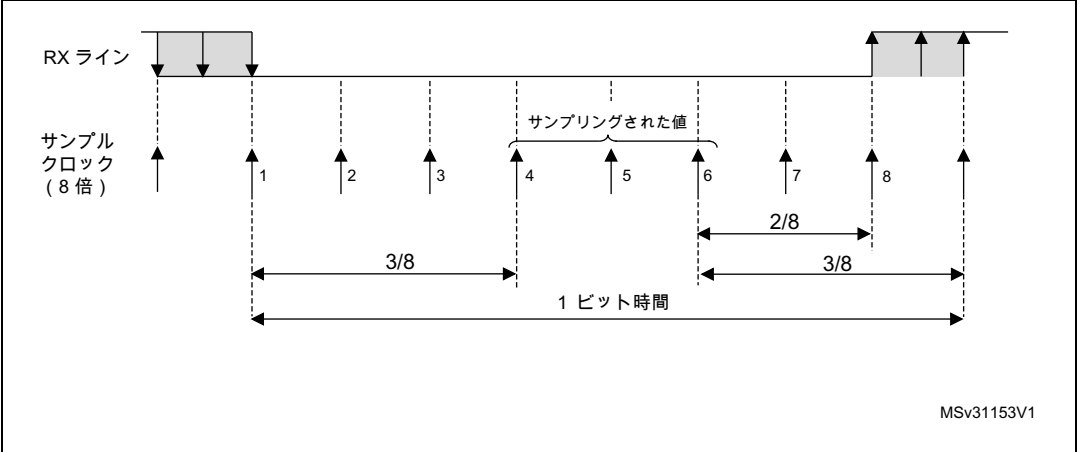 RX ライン
サンプリングされた値
サンプル
クロック
( 8 倍 )
1
2
3
4
5
6
7
8
2/8
3/8
3/8
1 ビット時間
MSv31153V1